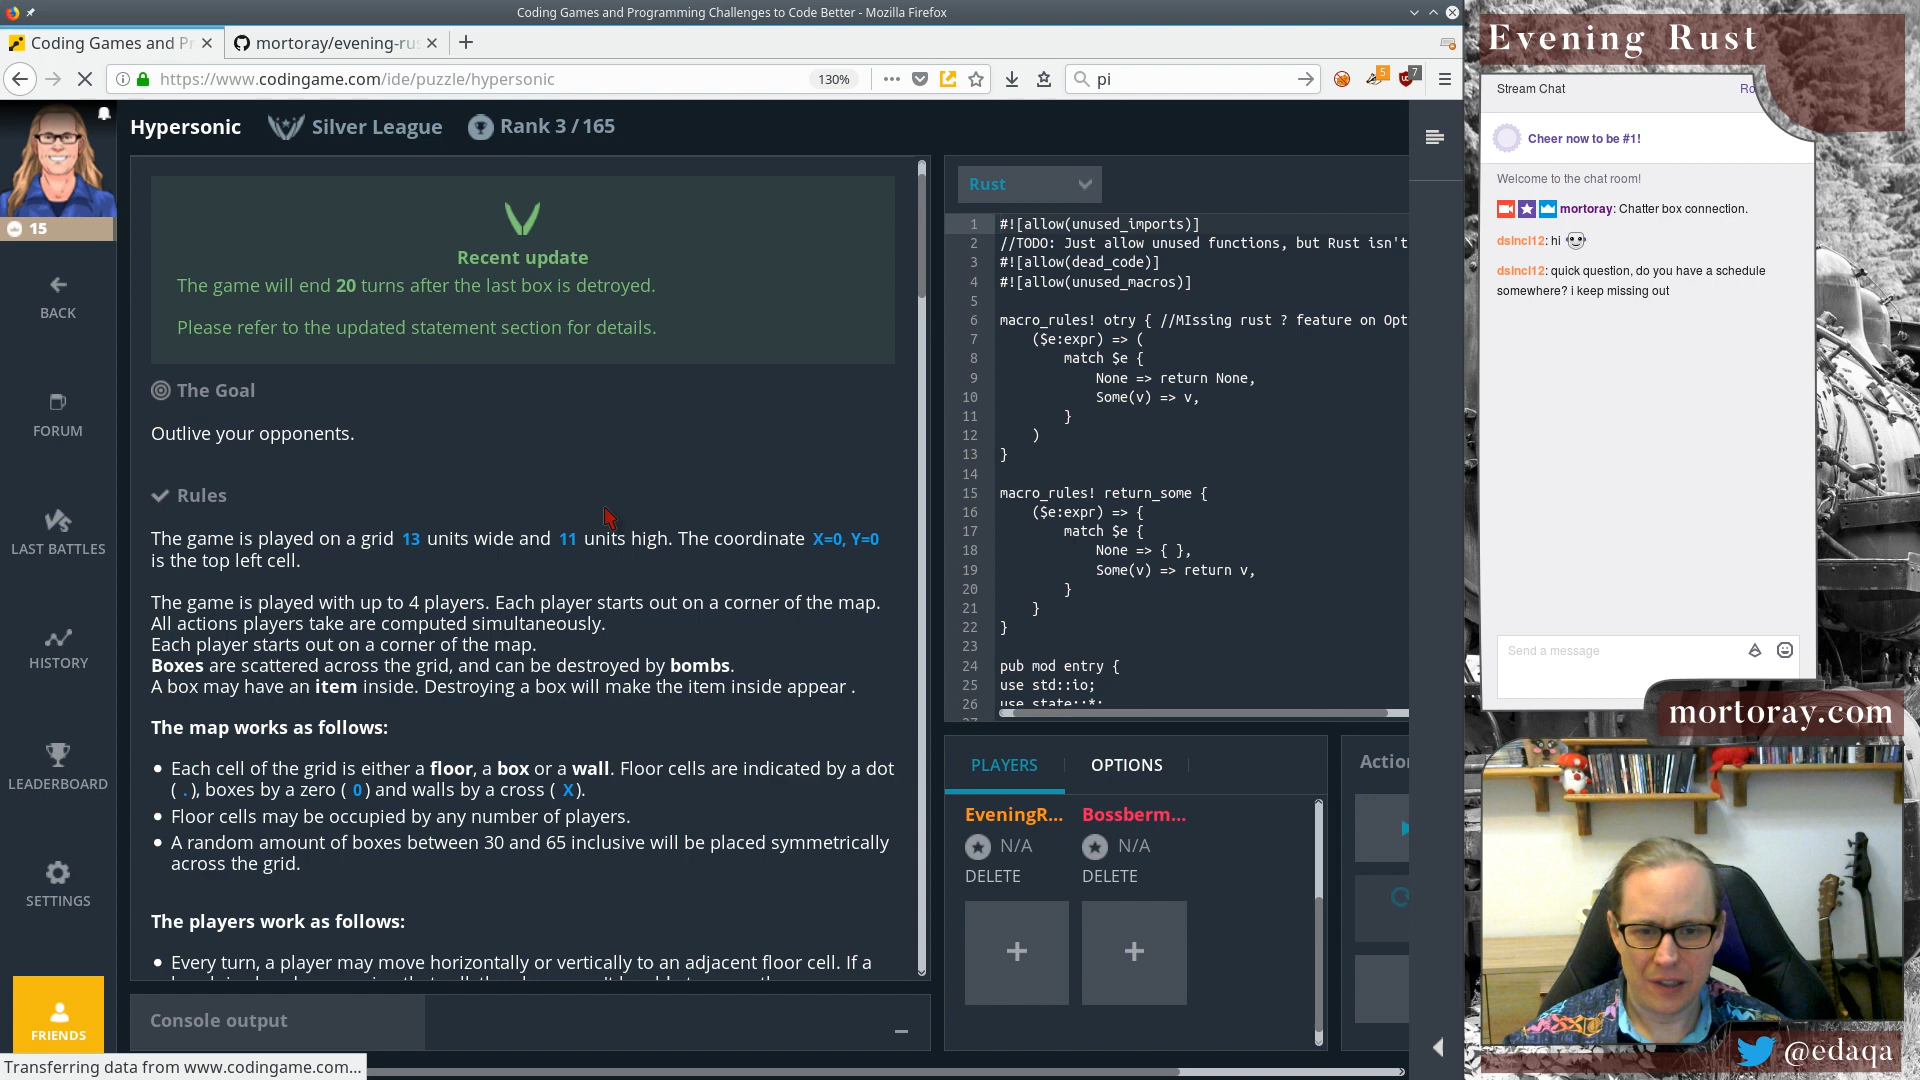 Coding Games and Programming Challenges to Code Better - Mozilla Firefox
Coding Games and Pr
mortoray/evening-rus
https://www.codingame.com/ide/puzzle/hypersonic
130%
pi
5
7
15
BACK
FORUM
LAST BATTLES
HISTORY
LEADERBOARD
SETTINGS
FRIENDS
Hypersonic
Silver League
Rank 3 / 165
Recent update
The game will end 20 turns after the last box is detroyed.
Please refer to the updated statement section for details.
The Goal
Outlive your opponents.
Rules
The game is played on a grid 13 units wide and 11 units high. The coordinate X=0, Y=0
is the top left cell.
The game is played with up to 4 players. Each player starts out on a corner of the map.
All actions players take are computed simultaneously.
Each player starts out on a corner of the map.
Boxes are scattered across the grid, and can be destroyed by bombs.
A box may have an item inside. Destroying a box will make the item inside appear .
The map works as follows:
• Each cell of the grid is either a floor, a box or a wall. Floor cells are indicated by a dot
( . ), boxes by a zero ( 0 ) and walls by a cross ( X ).
• Floor cells may be occupied by any number of players.
• A random amount of boxes between 30 and 65 inclusive will be placed symmetrically
across the grid.
The players work as follows:
• Every turn, a player may move horizontally or vertically to an adjacent floor cell. If a
Console output
Transferring data from www.codingame.com...
Rust
1 #![allow(unused_imports)]
2 //TODO: Just allow unused functions, but Rust isn't
3 #![allow(dead_code)]
4 #![allow(unused_macros)]
5
6 macro_rules! otry { //MIssing rust ? feature on Opt
7 ($e:expr) => (
8 match $e {
9 None => return None,
10 Some(v) => v,
11 }
12 )
13 }
14
15 macro_rules! return_some {
16 ($e:expr) => {
17 match $e {
18 None => { },
19 Some(v) => return v,
20 }
21 }
22 }
23
24 pub mod entry {
25 use std::io;
26 use state::*;
27
PLAYERS
OPTIONS
EveningR...
Bossberm...
N/A
N/A
DELETE
DELETE
+
+
Actio
Evening Rust
Stream Chat
Ro
Cheer now to be #1!
Welcome to the chat room!
mortoray: Chatter box connection.
dsincl12: hi
dsincl12: quick question, do you have a schedule
somewhere? i keep missing out
Send a message
mortoray.com
@edaqa